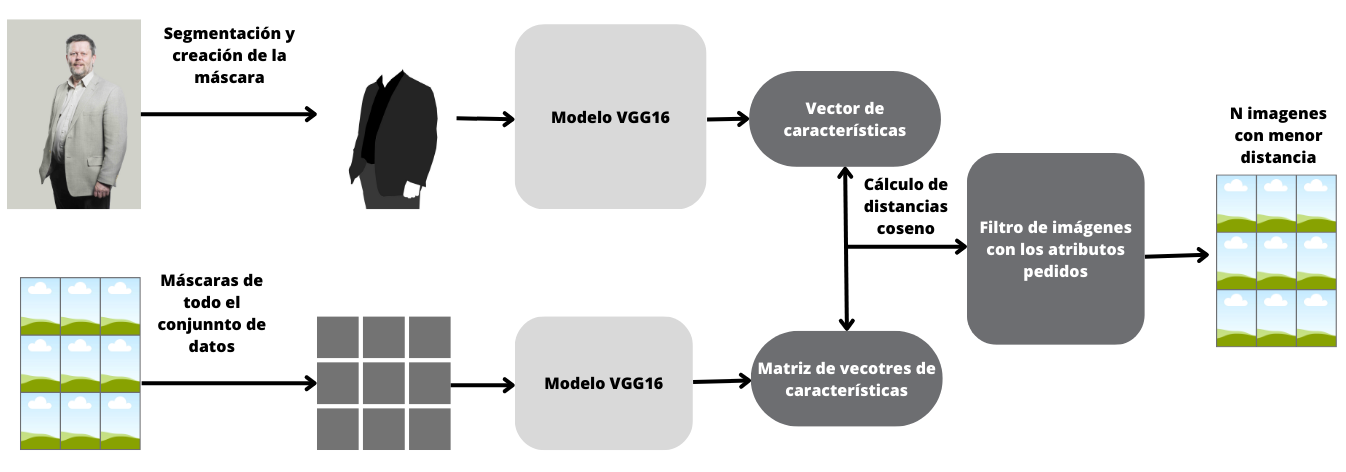 Segmentación y
creación de la
máscara
Modelo VGG16
Vector de
característías
Cálculo de
distancias
coseno
Filtro de imágenes
con los atributos
pedidos
N imagenes
con menor
distancia
Máscaras de
todo el
conjunnto de
datos
Modelo VGG16
Matriz de vecotres de
características